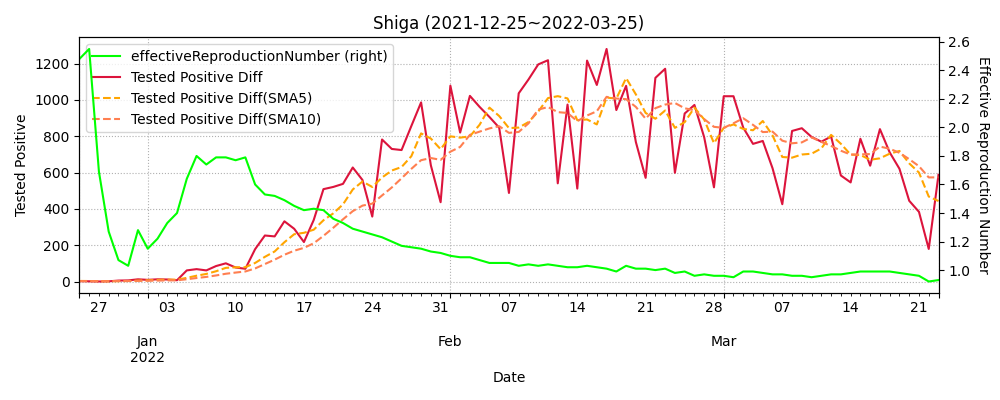 Shiga (2021-12-25~2022-03-25)
effectiveReproductionNumber (right)
Tested Positive Diff
Tested Positive Diff(SMA5)
Tested Positive Diff(SMA10)
Tested Positive
1200
1000
800
600
400
200
0
2.6
2.4
2.2
2.0
1.8
1.6
1.4
1.2
1.0
Effective Reproduction Number
27 03 10 17 24 31 07 14 21 28 07 14 21
Jan Feb Mar
2022
Date